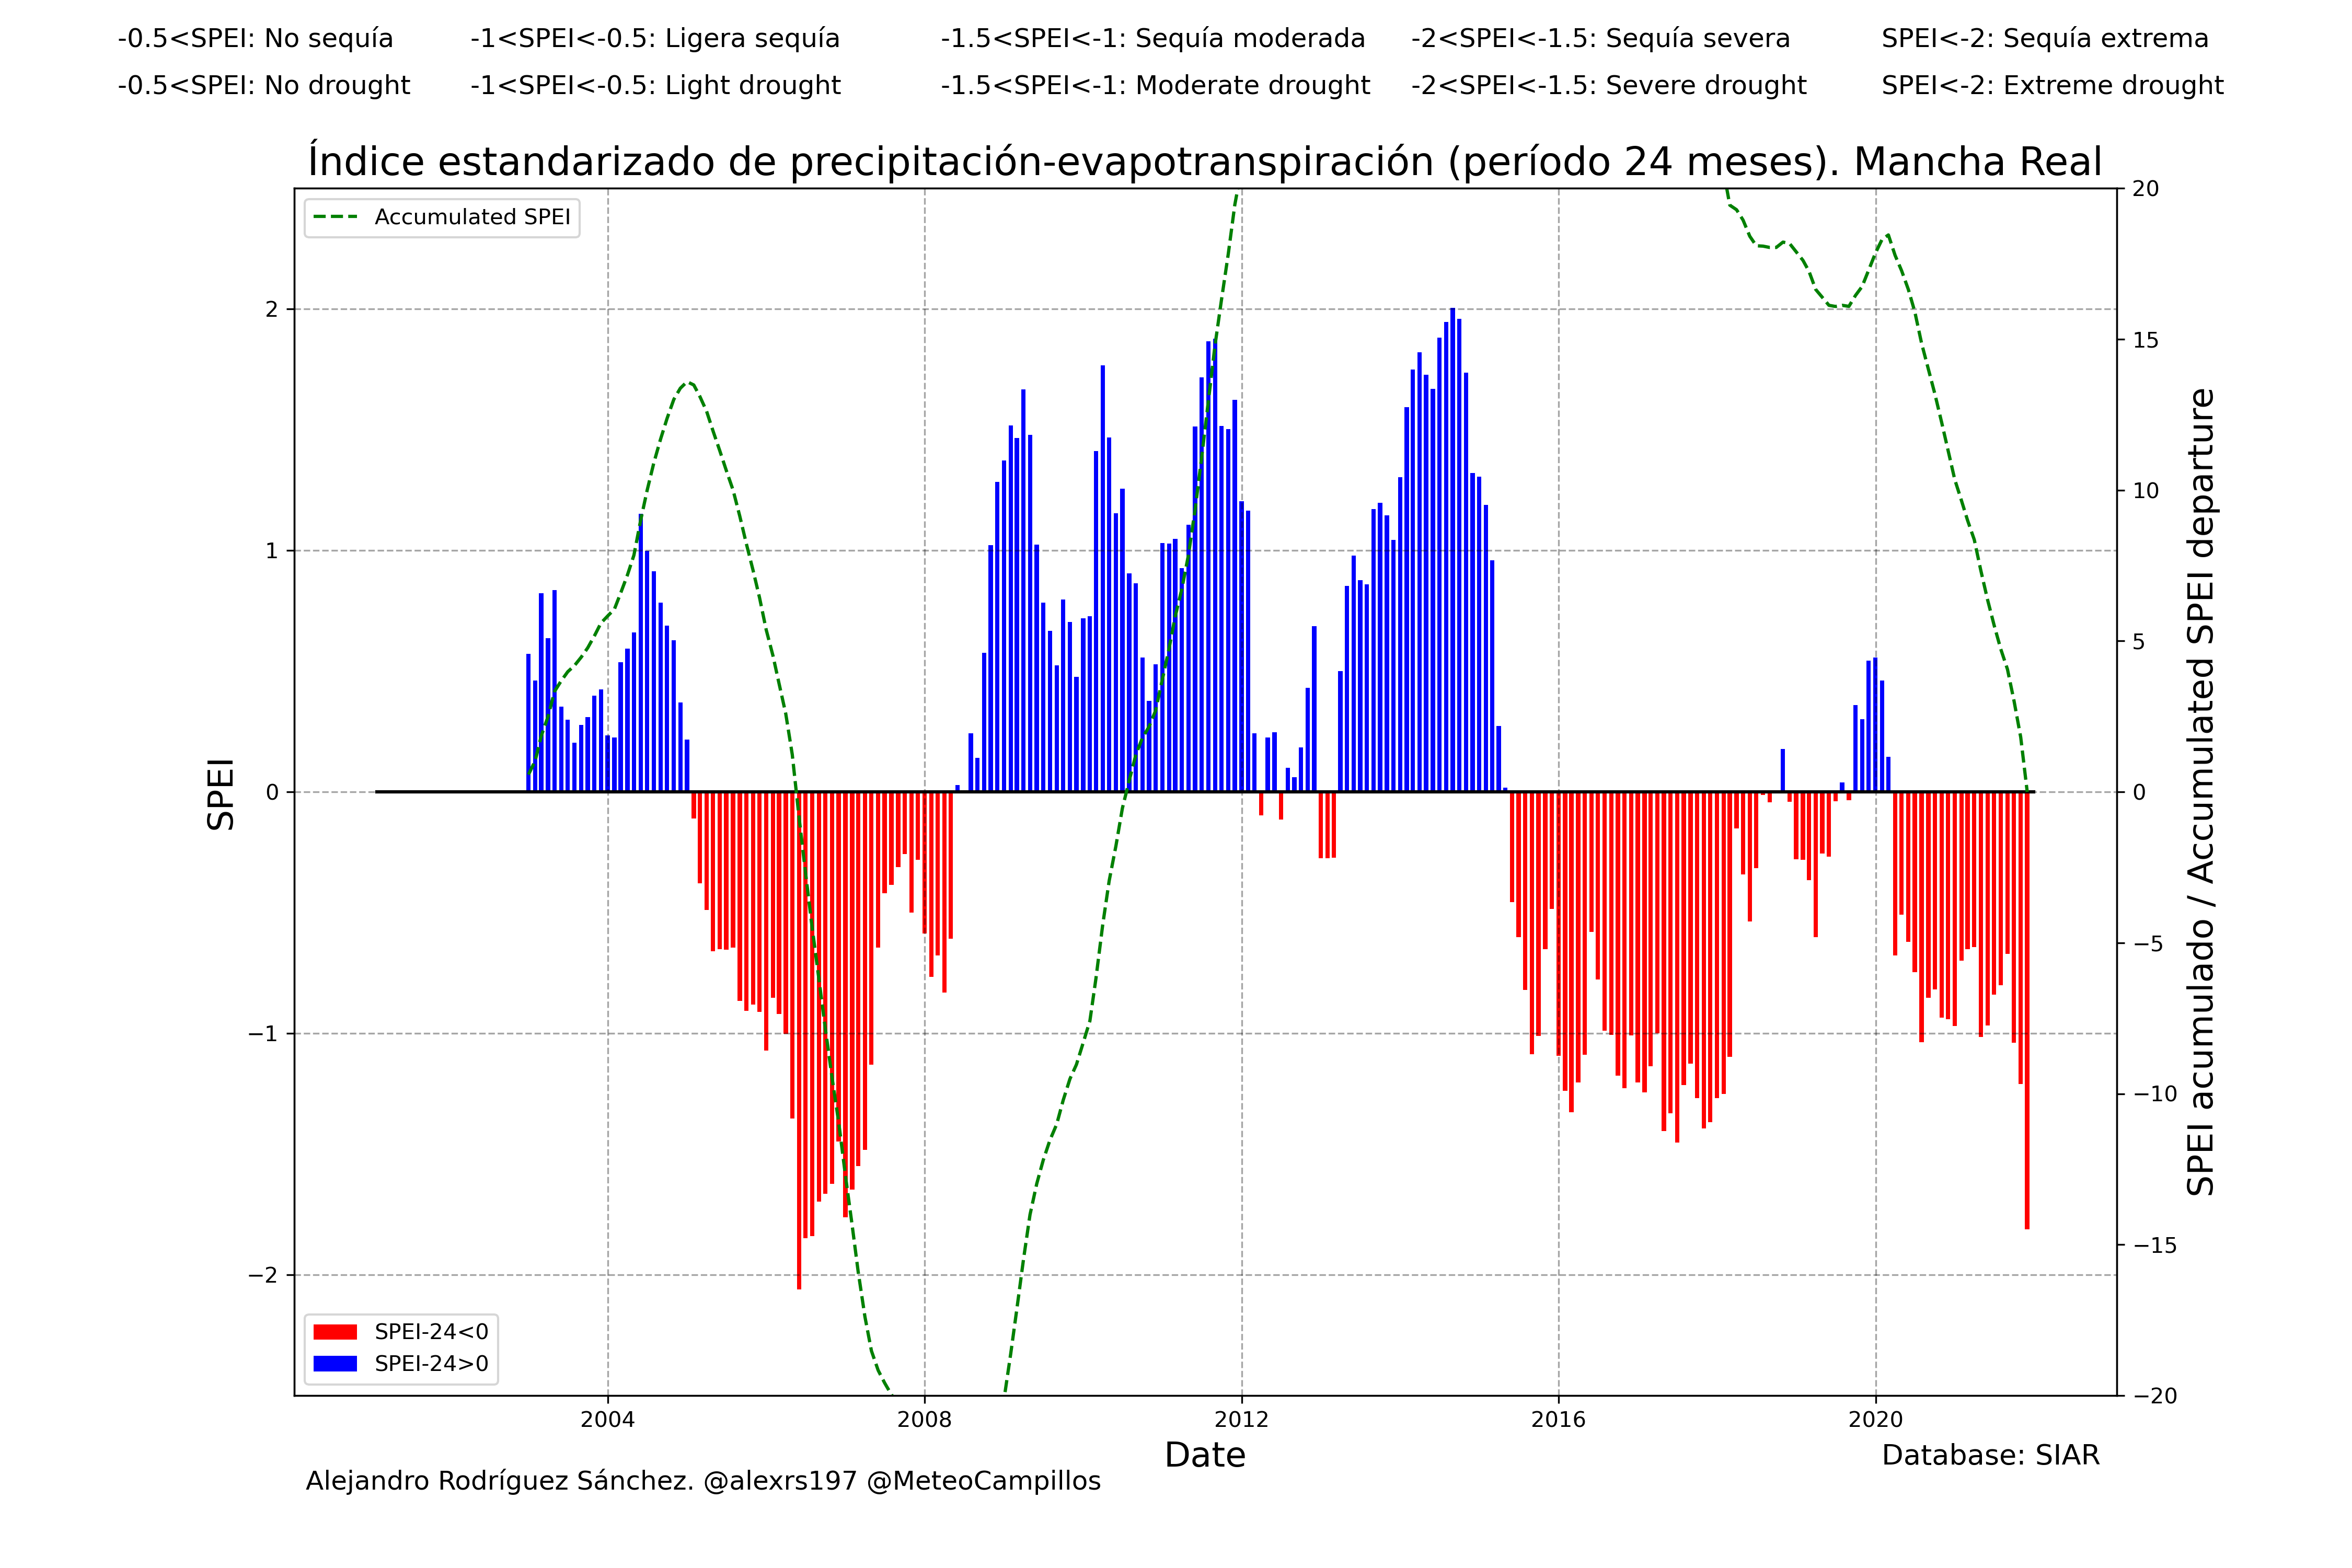 -0.5<SPEI: No sequía -1<SPEI<-0.5: Ligera sequía -1.5<SPEI<-1: Sequía moderada -2<SPEI<-1.5: Sequía severa SPEI<-2: Sequía extrema
-0.5<SPEI: No drought -1<SPEI<-0.5: Light drought -1.5<SPEI<-1: Moderate drought -2<SPEI<-1.5: Severe drought SPEI<-2: Extreme drought
Índice estandarizado de precipitación-evapotranspiración (período 24 meses). Mancha Real
Accumulated SPEI
SPEI
2
1
0
−1
−2
20
15
10
5
0
−5
−10
−15
−20
SPEI acumulado / Accumulated SPEI departure
SPEI-24<0
SPEI-24>0
2004 2008 2012 2016 2020
Date
Database: SIAR
Alejandro Rodríguez Sánchez. @alexrs197 @MeteoCampillos